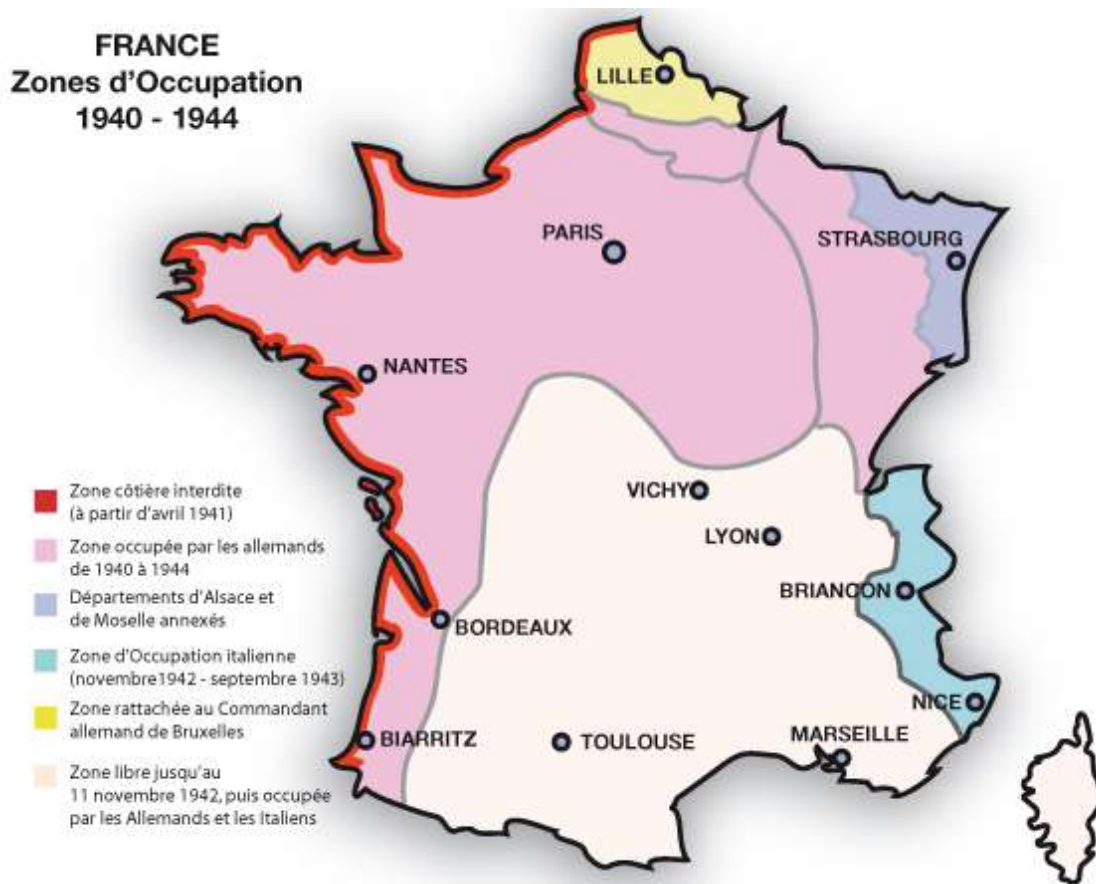 FRANCE
Zones d'Occupation
1940 - 1944
LILLE
PARIS
STRASBOURG
NANTES
VICHY
LYON
BRIANCON
BORDEAUX
NICE
BIARRITZ
TOULOUSE
MARSEILLE
Zone côtière interdite
(à partir d'avril 1941)
Zone occupée par les allemands
de 1940 à 1944
Départements d'Alsace et
de Moselle annexés
Zone d'Occupation italienne
(novembre 1942 - septembre 1943)
Zone rattachée au Commandant
allemand de Bruxelles
Zone libre jusqu'au
11 novembre 1942, puis occupée
par les Allemands et les Italiens